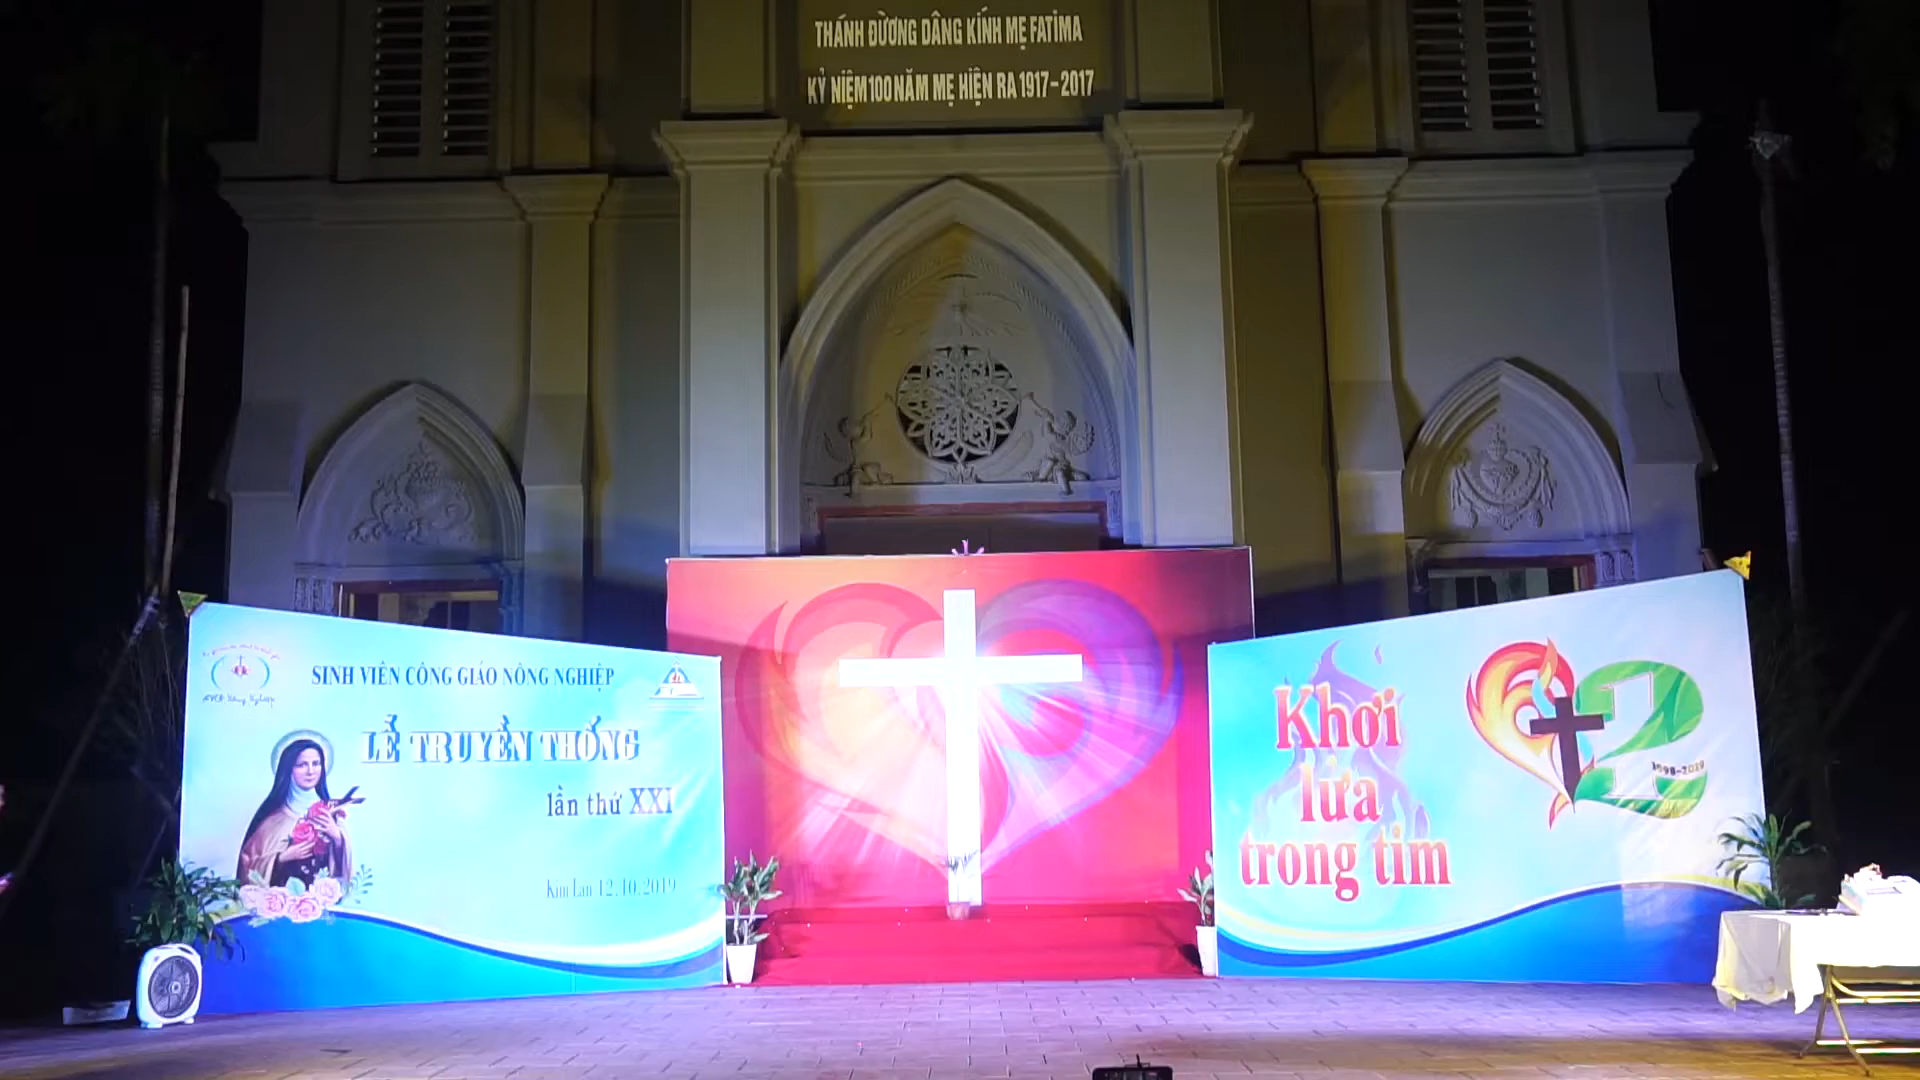 THÁNH ĐƯỜNG DÂNG KÍNH MẸ FATIMA
KỶ NIỆM 100 NĂM MẸ HIỆN RA 1917-2017
SINH VIÊN CÔNG GIÁO NÔNG NGHIỆP
LỄ TRUYỀN THỐNG
lần thứ XXI
Kim Lan 12.10.2019
Khơi
lửa
trong tim
21
1998-2019